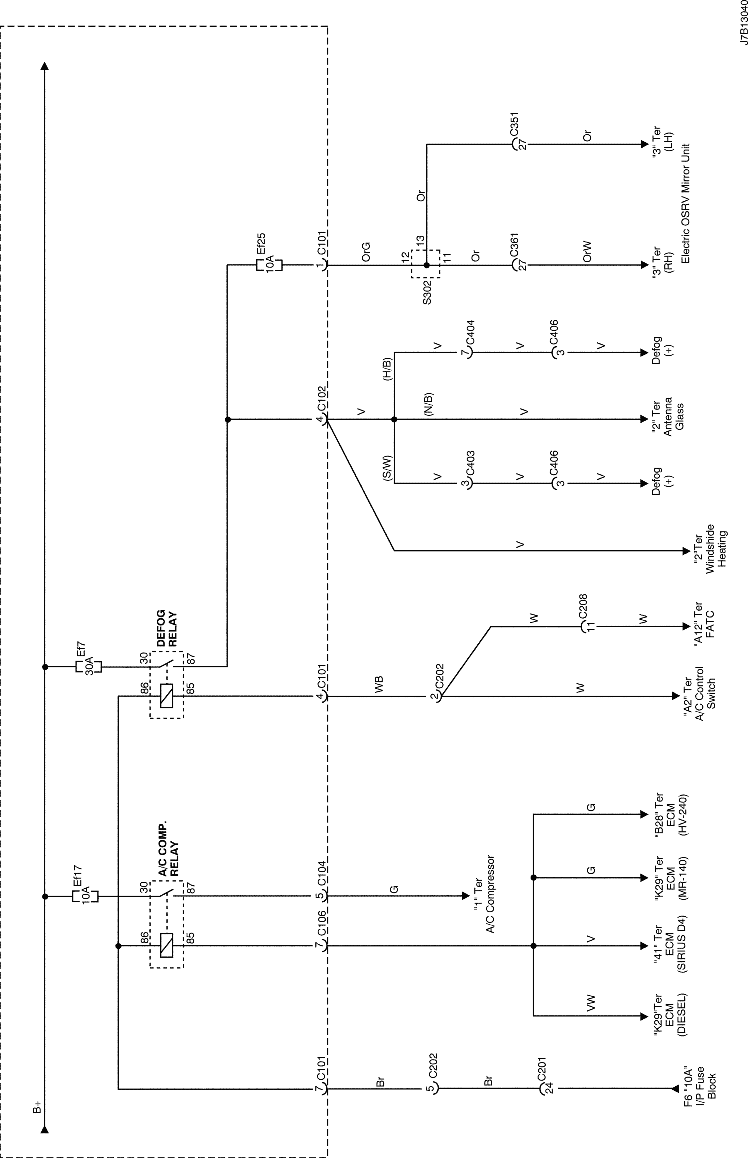 J7B13040
B+
Ef17
10A
Ef7
30A
A/C COMP.
RELAY
86
30
85
87
DEFOG
RELAY
86
30
85
87
Ef25
10A
7 C101
7 C106
5 C104
4 C101
4 C102
1 C101
Br
G
WB
V
OrG
5 C202
Br
24 C201
F6 "10A"
I/P Fuse
Block
VW
"K29"Ter
ECM
(DIESEL)
V
"41" Ter
ECM
(SIRIUS D4)
G
"K29" Ter
ECM
(MR-140)
G
"B28" Ter
ECM
(HV-240)
"1" Ter
A/C Compressor
2 C202
W
"A2" Ter
A/C Control
Switch
W
11 C208
W
"A12" Ter
FATC
V
"2"Ter
Windshide
Heating
(S/W)
V
3 C403
V
3 C406
V
Defog
(+)
(N/B)
V
"2" Ter
Antenna
Glass
(H/B)
V
7 C404
V
3 C406
V
Defog
(+)
S302
12
13
11
Or
27 C361
OrW
"3" Ter
(RH)
Or
27 C351
Or
"3" Ter
(LH)
Electric OSRV Mirror Unit